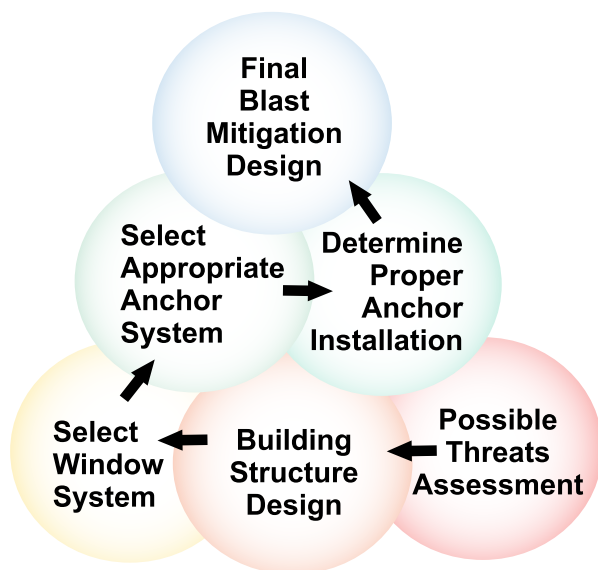 Final
Blast
Mitigation
Design
Select
Appropriate
Anchor
System
Determine
Proper
Anchor
Installation
Select
Window
System
Building
Structure
Design
Possible
Threats
Assessment